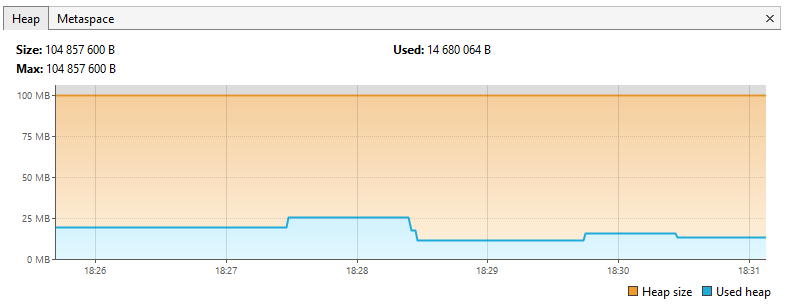 Heap Metaspace ×
Size: 104 857 600 B Used: 14 680 064 B
Max: 104 857 600 B
100 MB
75 MB
50 MB
25 MB
0 MB
18:26 18:27 18:28 18:29 18:30 18:31
Heap size Used heap